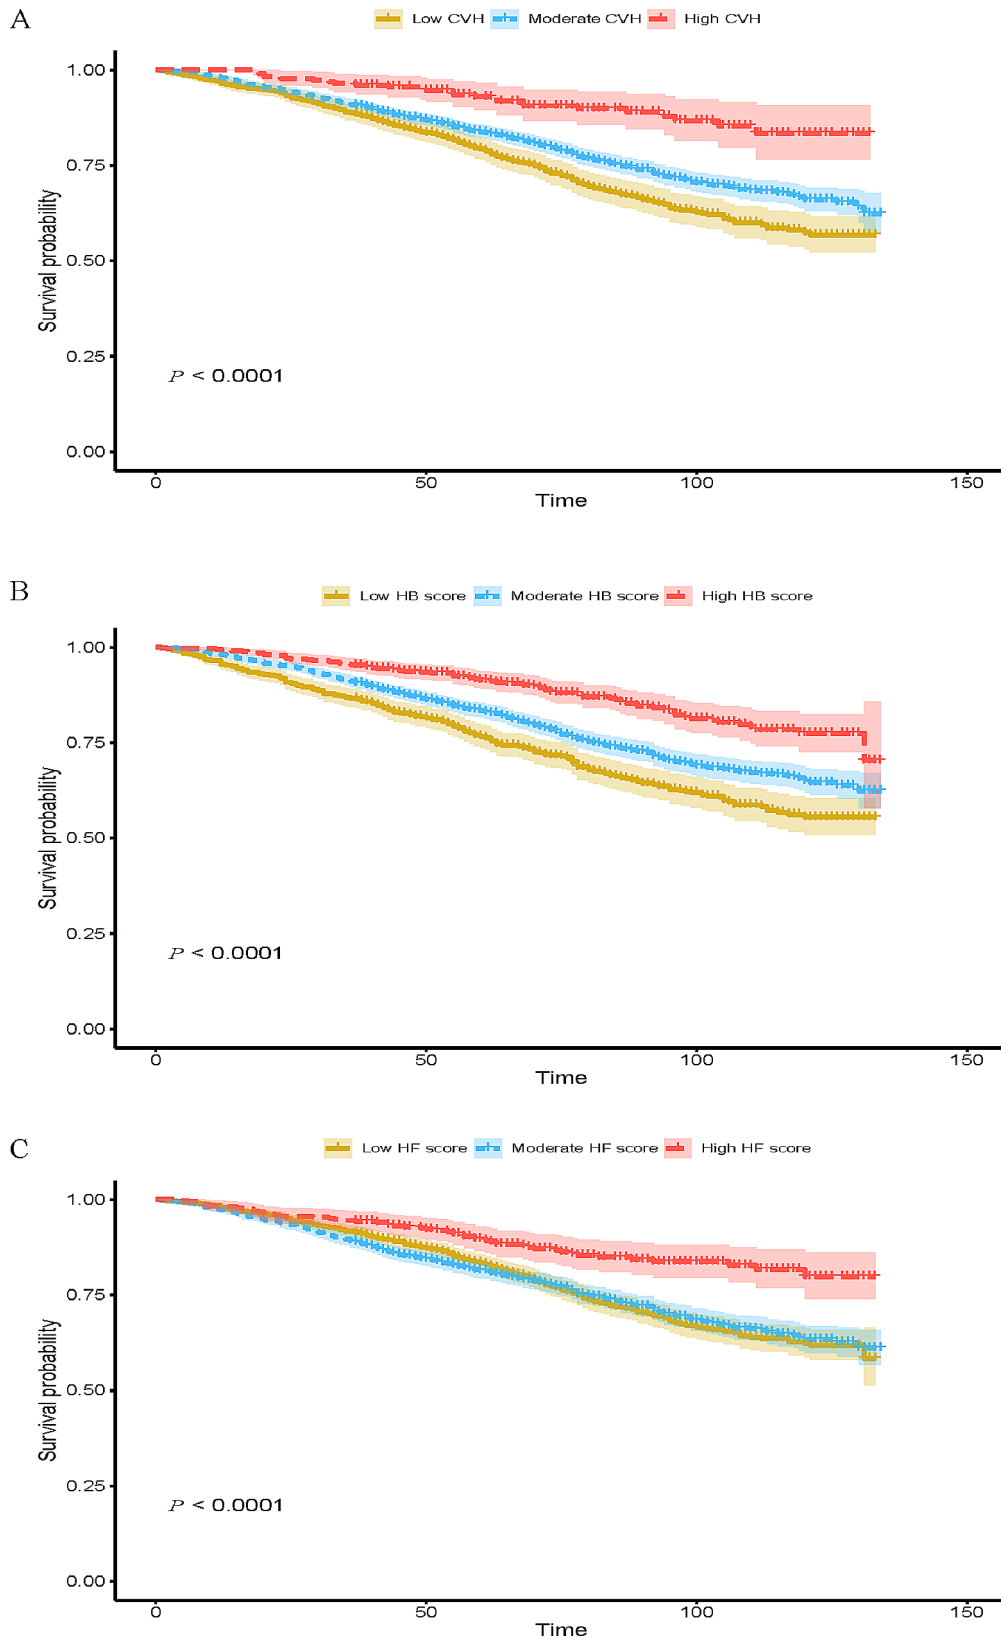 A
Low CVH Moderate CVH High CVH
1.00
0.75
0.50
0.25
0.00
Survival probability
P < 0.0001
0 50 100 150
Time
B
Low HB score Moderate HB score High HB score
1.00
0.75
0.50
0.25
0.00
Survival probability
P < 0.0001
0 50 100 150
Time
C
Low HF score Moderate HF score High HF score
1.00
0.75
0.50
0.25
0.00
Survival probability
P < 0.0001
0 50 100 150
Time